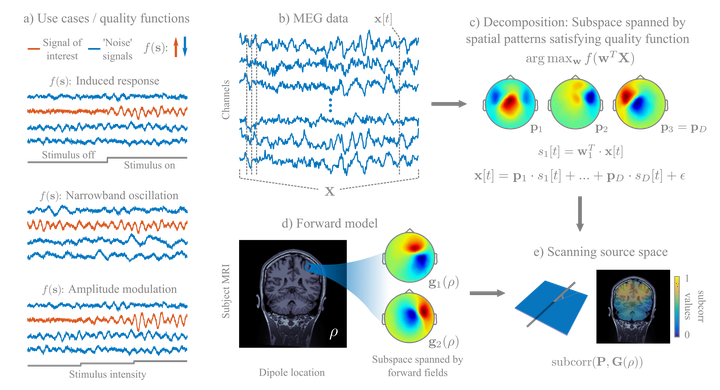 a) Use cases / quality functions
Signal of interest
'Noise' signals
f(s):
f(s): Induced response
Stimulus off
Stimulus on
f(s): Narrowband oscillation
f(s): Amplitude modulation
Stimulus intensity
b) MEG data
x[t]
Channels
X
c) Decomposition: Subspace spanned by
spatial patterns satisfying quality function
arg max_w f(w^T X)
p_1
p_2
p_3 = p_D
s_1[t] = w_1^T · x[t]
x[t] = p_1 · s_1[t] + ... + p_D · s_D[t] + ϵ
d) Forward model
Subject MRI
ρ
g_1(ρ)
g_2(ρ)
Dipole location
Subspace spanned by
forward fields
e) Scanning source space
1
0
subcorr
values
subcorr(P, G(ρ))